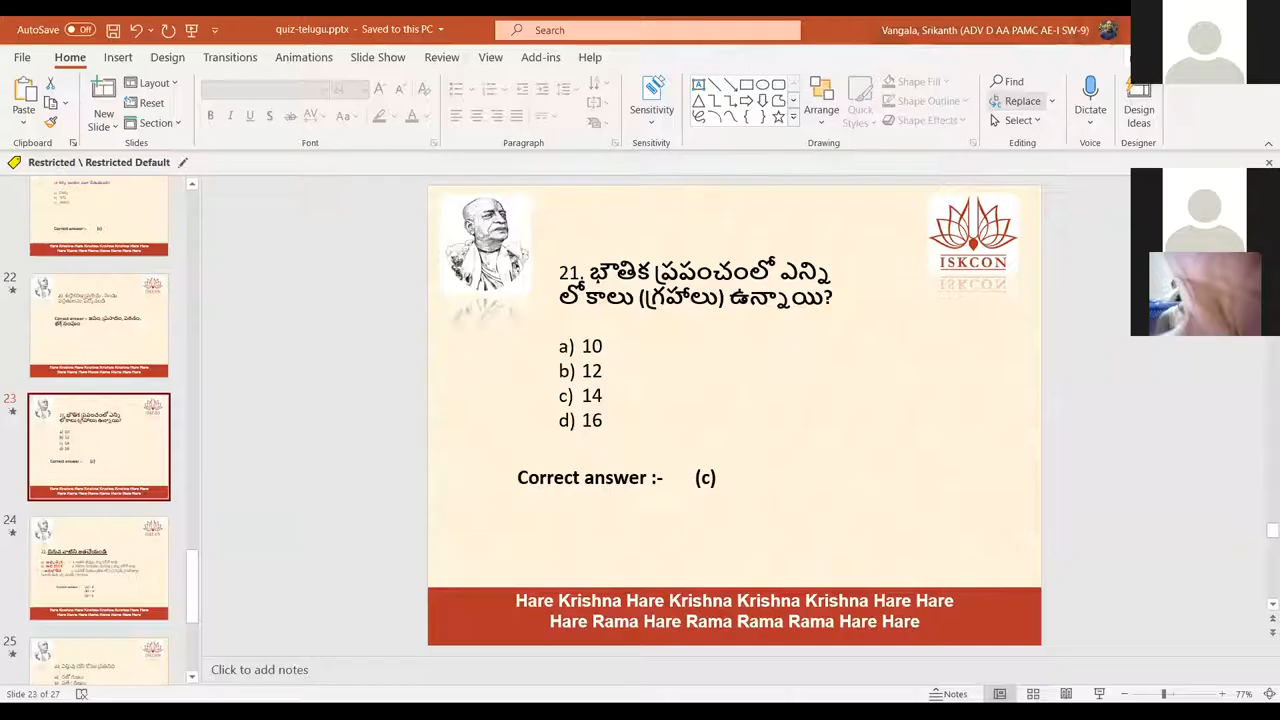 AutoSave Off
quiz-telugu.pptx - Saved to this PC
Search
Vangala, Srikanth (ADV D AA PAMC AE-I SW-9)
File Home Insert Design Transitions Animations Slide Show Review View Add-ins Help
Paste
New Slide
Layout
Reset
Section
Sensitivity
Arrange
Quick Styles
Shape Fill
Shape Outline
Shape Effects
Find
Replace
Select
Dictate
Design Ideas
Clipboard Slides Font Paragraph Sensitivity Drawing Editing Voice Designer
Restricted \ Restricted Default
22
23
24
25
ISKCON
21. భౌతిక ప్రపంచంలో ఎన్ని
లోకాలు (గ్రహాలు) ఉన్నాయి?
a) 10
b) 12
c) 14
d) 16
Correct answer :- (c)
Hare Krishna Hare Krishna Krishna Krishna Hare Hare
Hare Rama Hare Rama Rama Rama Hare Hare
Click to add notes
Slide 23 of 27
Notes
77%